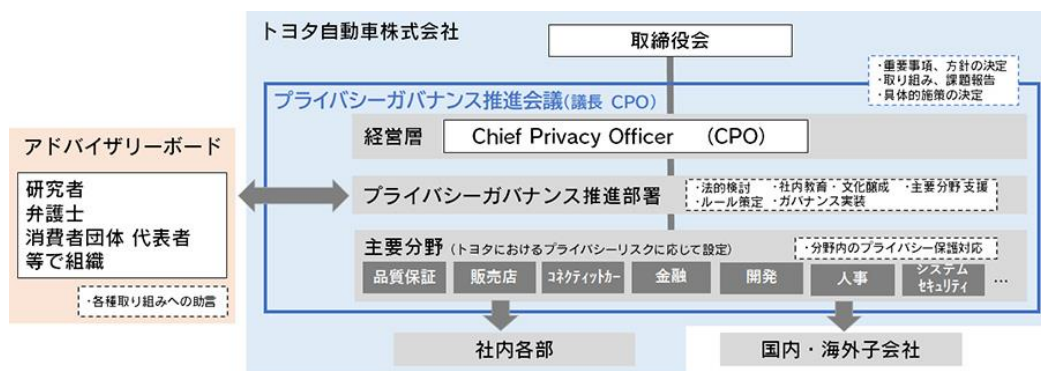 トヨタ自動車株式会社
取締役会
・重要事項、方針の決定
・取り組み、課題報告
・具体的施策の決定
プライバシーガバナンス推進会議(議長 CPO)
経営層
Chief Privacy Officer （CPO）
アドバイザリーボード
研究者
弁護士
消費者団体 代表者
等で組織
・各種取り組みへの助言
プライバシーガバナンス推進部署
・法的検討 ・社内教育・文化醸成 ・主要分野支援
・ルール策定 ・ガバナンス実装
主要分野 (トヨタにおけるプライバシーリスクに応じて設定)
・分野内のプライバシー保護対応
品質保証 販売店 コネクティットカー 金融 開発 人事 システムセキュリティ …
社内各部
国内・海外子会社